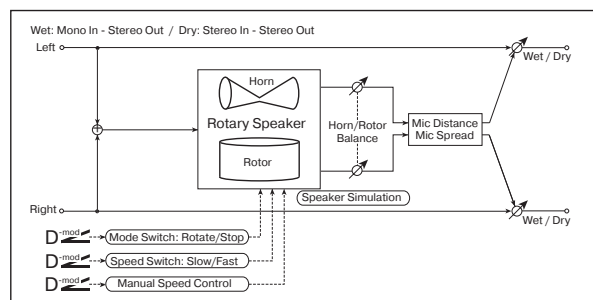 Wet: Mono In - Stereo Out / Dry: Stereo In - Stereo Out
Left
Wet / Dry
Horn
Rotary Speaker
Rotor
Horn/Rotor
Balance
Mic Distance
Mic Spread
Speaker Simulation
Right
Wet / Dry
D-mod
Mode Switch: Rotate/Stop
D-mod
Speed Switch: Slow/Fast
D-mod
Manual Speed Control